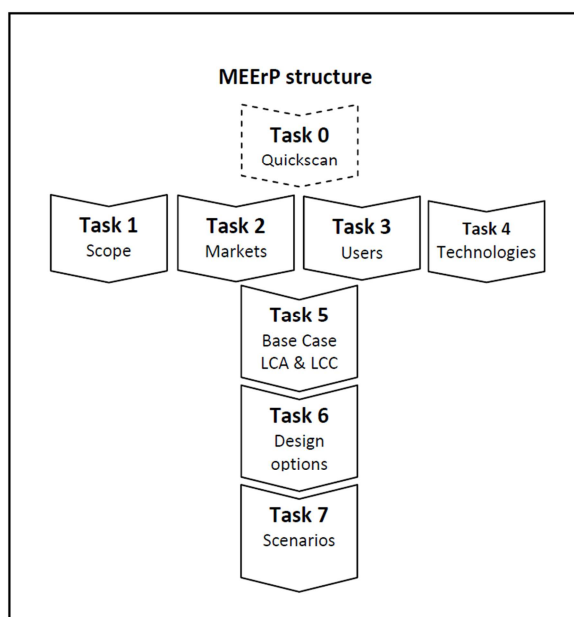 MEErP structure
Task 0
Quickscan
Task 1
Scope
Task 2
Markets
Task 3
Users
Task 4
Technologies
Task 5
Base Case
LCA & LCC
Task 6
Design
options
Task 7
Scenarios